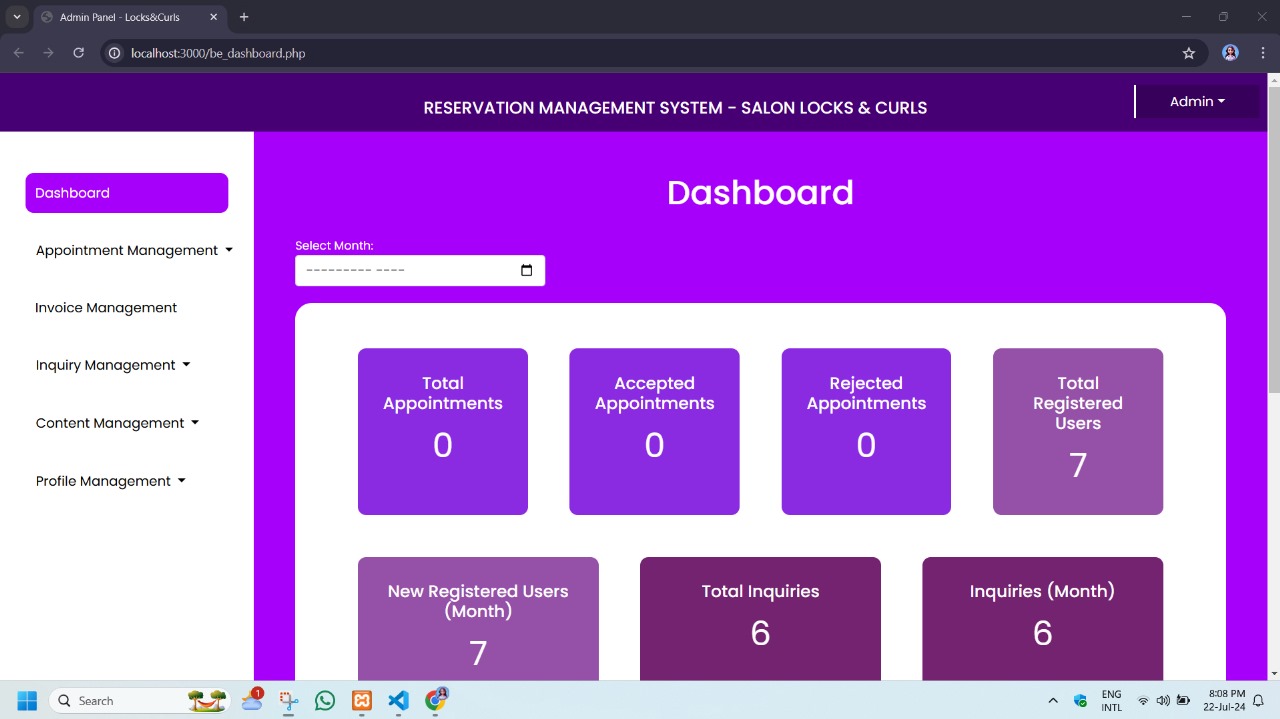 Admin Panel - Locks&Curls
localhost:3000/be_dashboard.php
RESERVATION MANAGEMENT SYSTEM - SALON LOCKS & CURLS
Admin
Dashboard
Appointment Management
Invoice Management
Inquiry Management
Content Management
Profile Management
Dashboard
Select Month:
--------- ----
Total
Appointments
0
Accepted
Appointments
0
Rejected
Appointments
0
Total
Registered
Users
7
New Registered Users
(Month)
7
Total Inquiries
6
Inquiries (Month)
6
Search
1
ENG
INTL
8:08 PM
22-Jul-24